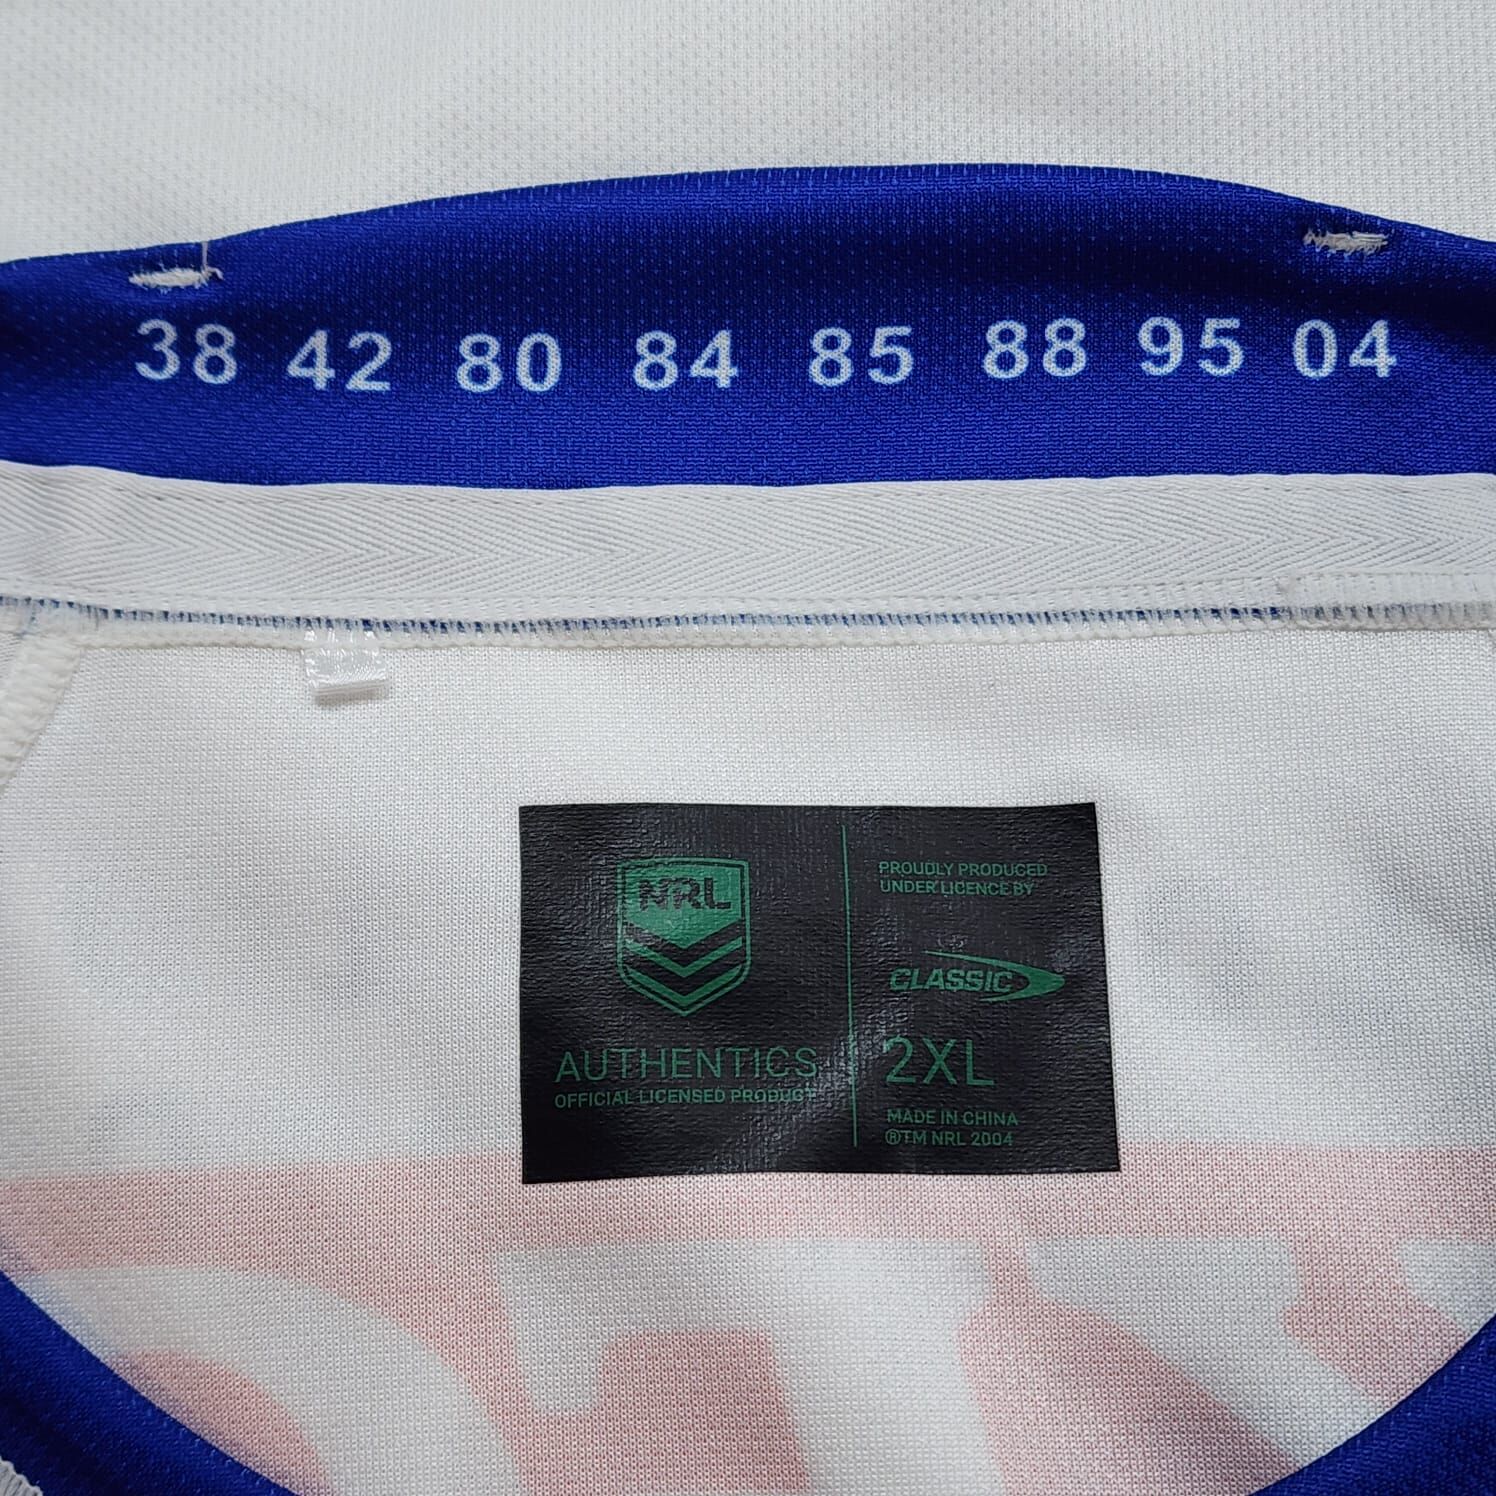 38 42 80 84 85 88 95 04
NRL
AUTHENTICS
OFFICIAL LICENSED PRODUCT
PROUDLY PRODUCED
UNDER LICENCE BY
CLASSIC
2XL
MADE IN CHINA
®TM NRL 2004